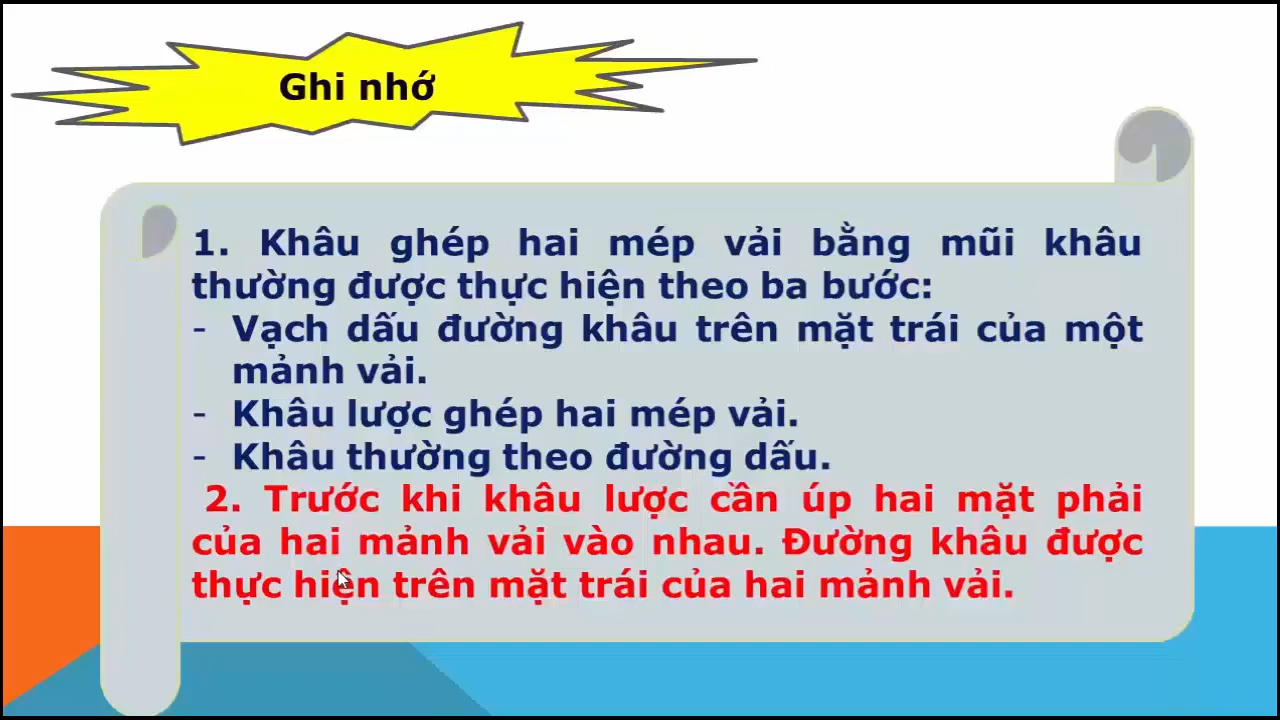 Ghi nhớ
1. Khâu ghép hai mép vải bằng mũi khâu
thường được thực hiện theo ba bước:
- Vạch dấu đường khâu trên mặt trái của một
mảnh vải.
- Khâu lược ghép hai mép vải.
- Khâu thường theo đường dấu.
2. Trước khi khâu lược cần úp hai mặt phải
của hai mảnh vải vào nhau. Đường khâu được
thực hiện trên mặt trái của hai mảnh vải.